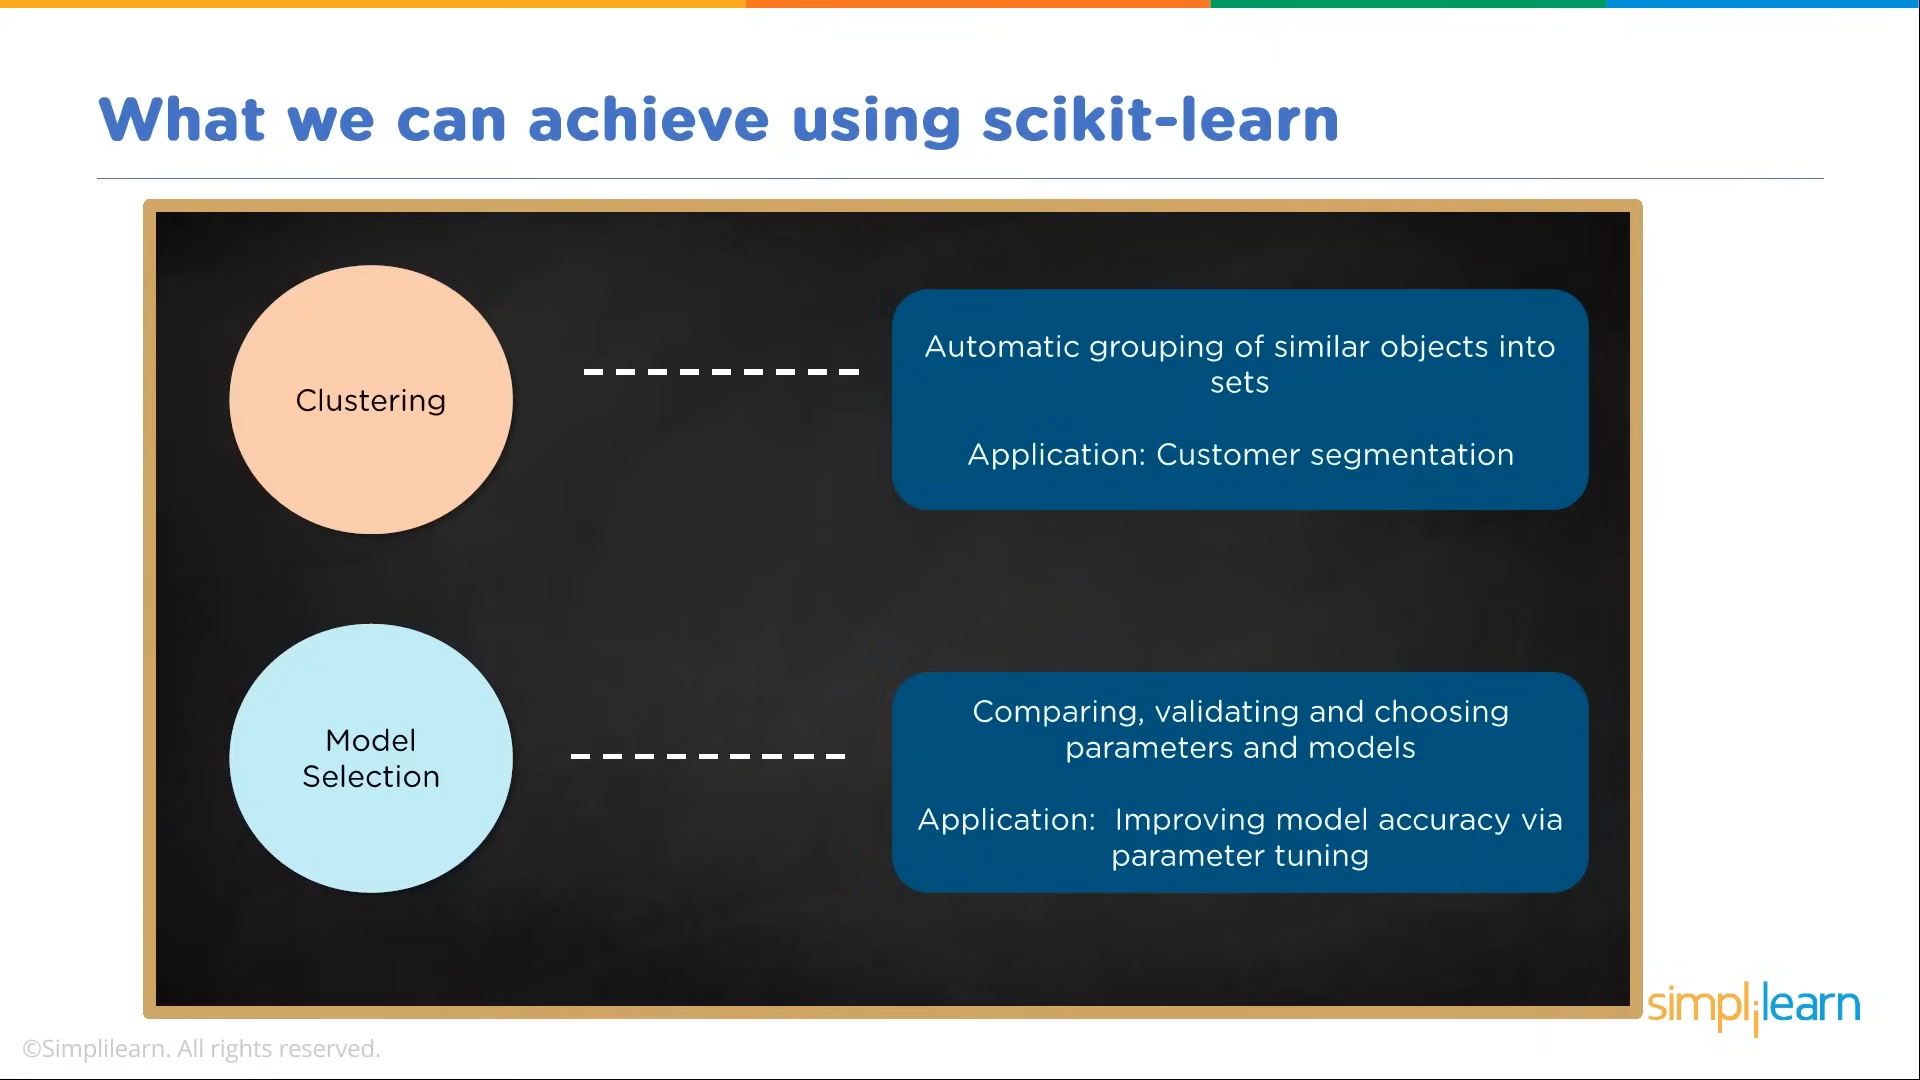 What we can achieve using scikit-learn
Clustering
Automatic grouping of similar objects into
sets
Application: Customer segmentation
Model
Selection
Comparing, validating and choosing
parameters and models
Application: Improving model accuracy via
parameter tuning
simplilearn
©Simplilearn. All rights reserved.